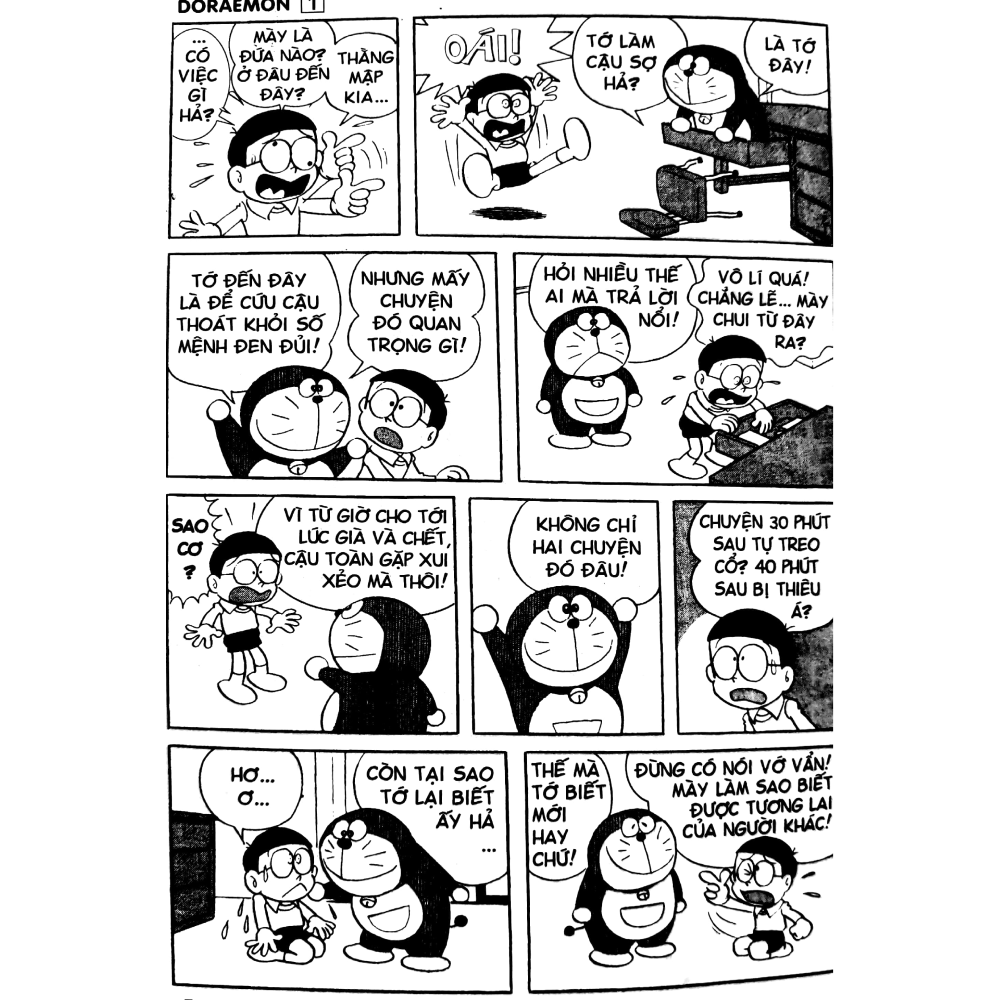 DORAEMON 1
LÀ TỚ
ĐÂY!
TỚ LÀM
CẬU SỢ
HẢ?
OÁI!
THẰNG
MẬP
KIA...
MÀY LÀ
ĐỨA NÀO?
Ở ĐÂU ĐẾN
ĐÂY?
...
CÓ
VIỆC
GÌ
HẢ?
VÔ LÍ QUÁ!
CHẲNG LẼ... MÀY
CHUI TỪ ĐÂY
RA?
HỎI NHIỀU THẾ
AI MÀ TRẢ LỜI
NỔI!
NHƯNG MẤY
CHUYỆN
ĐÓ QUAN
TRỌNG GÌ!
TỚ ĐẾN ĐÂY
LÀ ĐỂ CỨU CẬU
THOÁT KHỎI SỐ
MỆNH ĐEN ĐỦI!
CHUYỆN 30 PHÚT
SAU TỰ TREO
CỔ? 40 PHÚT
SAU BỊ THIÊU
Á?
KHÔNG CHỈ
HAI CHUYỆN
ĐÓ ĐÂU!
VÌ TỪ GIỜ CHO TỚI
LÚC GIÀ VÀ CHẾT,
CẬU TOÀN GẶP XUI
XẺO MÀ THÔI!
SAO
CƠ
?
ĐỪNG CÓ NÓI VỚ VẨN!
MÀY LÀM SAO BIẾT
ĐƯỢC TƯƠNG LAI
CỦA NGƯỜI KHÁC!
THẾ MÀ
TỚ BIẾT
MỚI
HAY
CHỨ!
CÒN TẠI SAO
TỚ LẠI BIẾT
ẤY HẢ
...
HƠ...
Ơ...